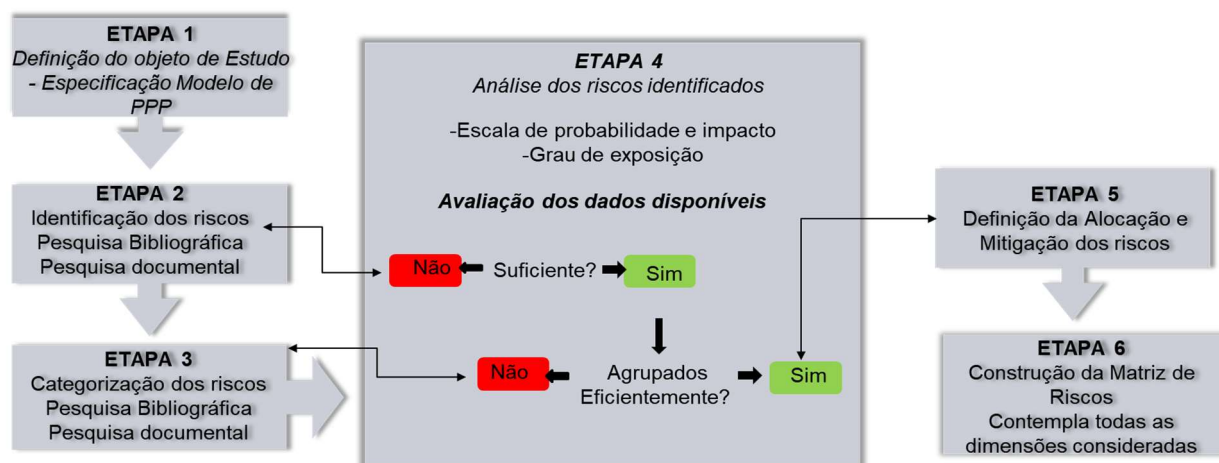 ETAPA 1
Definição do objeto de Estudo
- Especificação Modelo de
PPP
ETAPA 2
Identificação dos riscos
Pesquisa Bibliográfica
Pesquisa documental
ETAPA 3
Categorização dos riscos
Pesquisa Bibliográfica
Pesquisa documental
ETAPA 4
Análise dos riscos identificados
-Escala de probabilidade e impacto
-Grau de exposição
Avaliação dos dados disponíveis
Não Suficiente? Sim
Não Agrupados Sim
Eficientemente?
ETAPA 5
Definição da Alocação e
Mitigação dos riscos
ETAPA 6
Construção da Matriz de
Riscos
Contempla todas as
dimensões consideradas